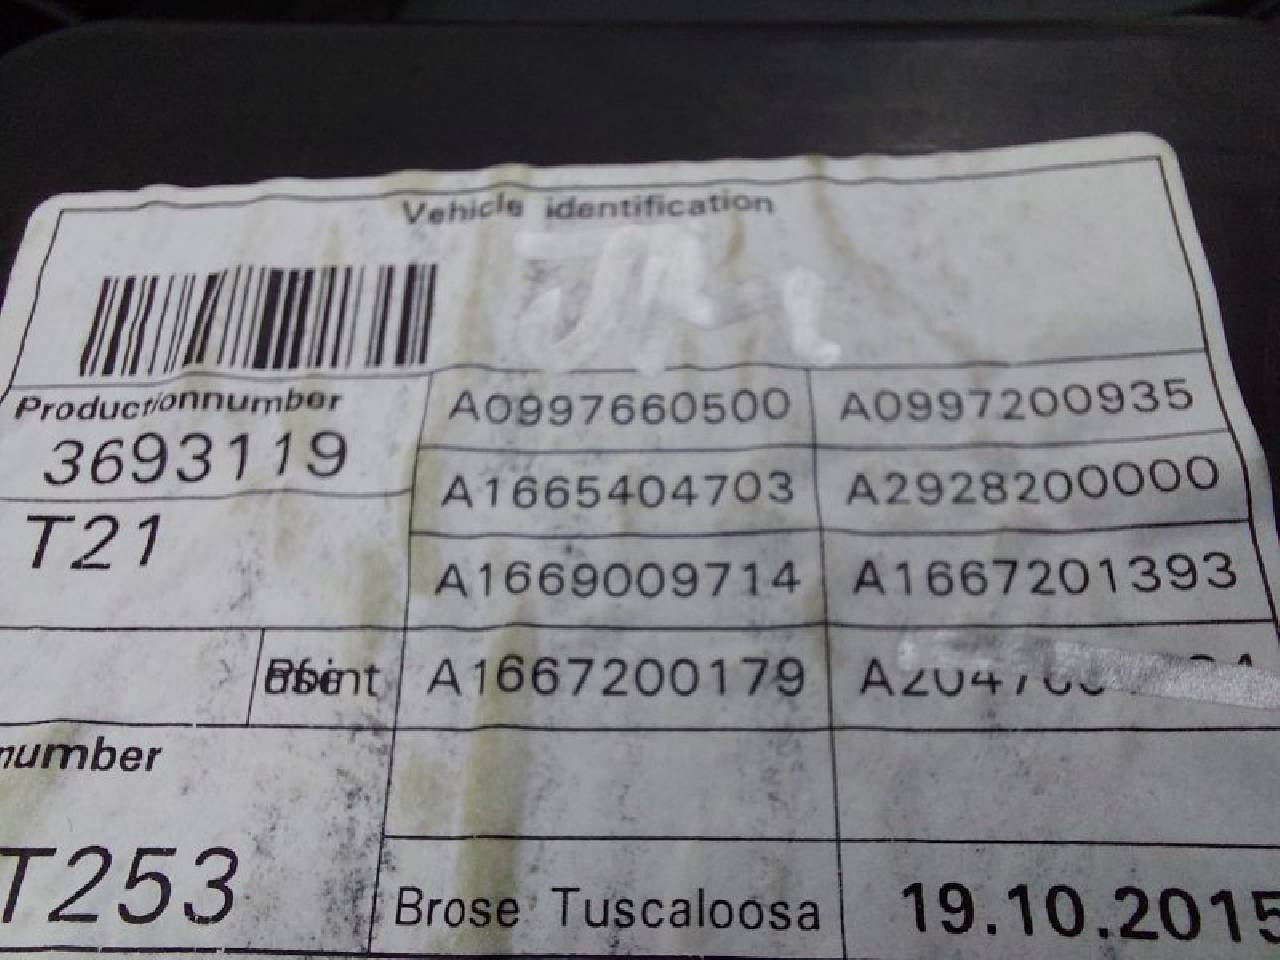 Vehicle identification
Productionnumber
3693119
T21
A0997660500 A0997200935
A1665404703 A2928200000
A1669009714 A1667201393
A1667200179
number
T253
Brose Tuscaloosa 19.10.2015